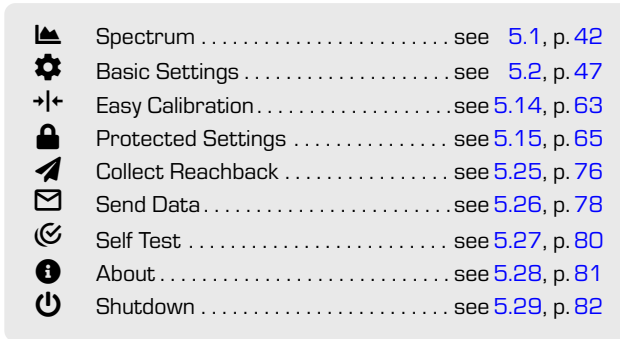 Spectrum . . . . . . . . . . . . . . . . . . . . . . . . . see 5.1, p. 42
Basic Settings . . . . . . . . . . . . . . . . . . . . see 5.2, p. 47
Easy Calibration. . . . . . . . . . . . . . . . . . . see 5.14, p. 63
Protected Settings . . . . . . . . . . . . . . . see 5.15, p. 65
Collect Reachback . . . . . . . . . . . . . . . see 5.25, p. 76
Send Data. . . . . . . . . . . . . . . . . . . . . . . . see 5.26, p. 78
Self Test . . . . . . . . . . . . . . . . . . . . . . . . . see 5.27, p. 80
About. . . . . . . . . . . . . . . . . . . . . . . . . . . . see 5.28, p. 81
Shutdown . . . . . . . . . . . . . . . . . . . . . . . . see 5.29, p. 82